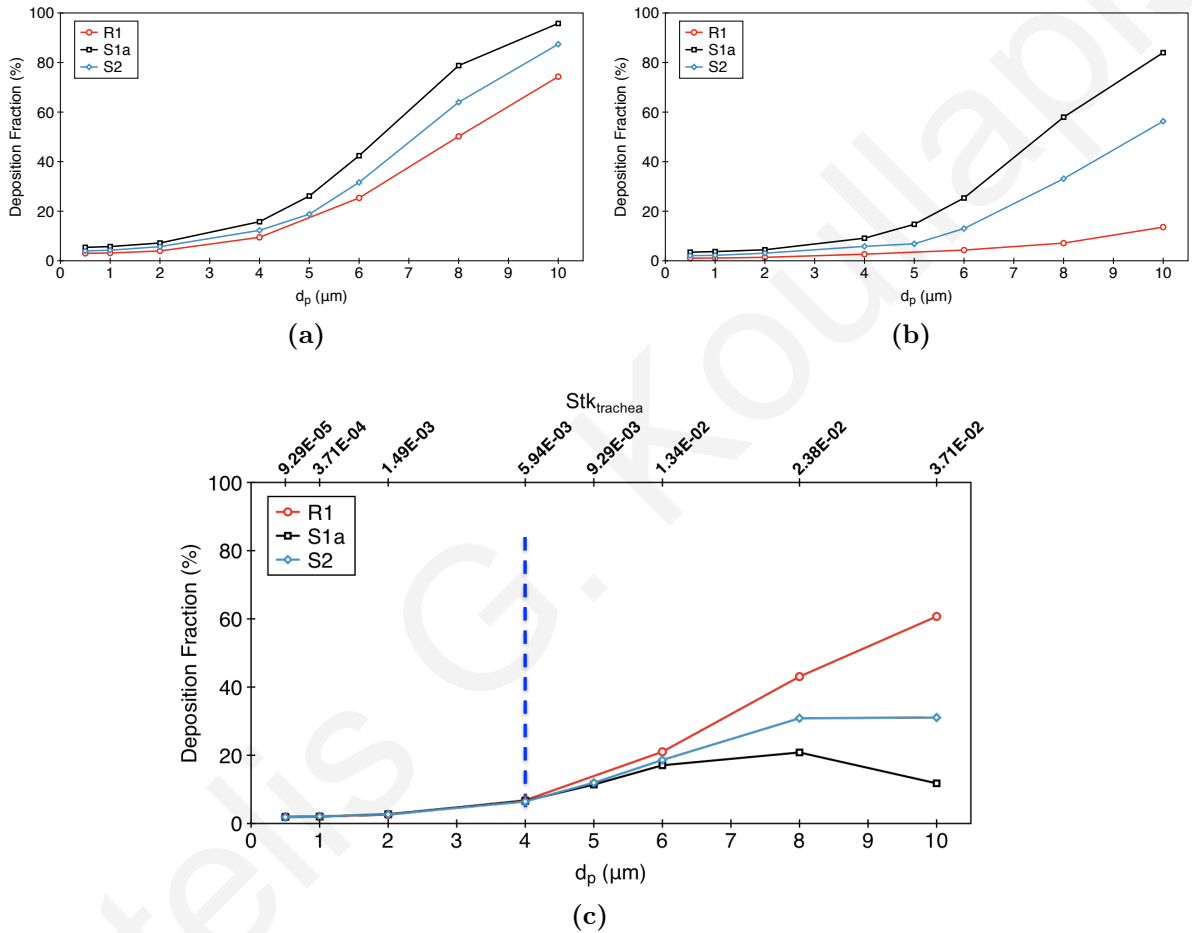 100
80
60
40
20
0
Deposition Fraction (%)
R1
S1a
S2
0 1 2 3 4 5 6 7 8 9 10
dₚ (µm)
(a)
100
80
60
40
20
0
Deposition Fraction (%)
R1
S1a
S2
0 1 2 3 4 5 6 7 8 9 10
dₚ (µm)
(b)
Stk_trachea
9.29E-05 3.71E-04 1.49E-03 5.94E-03 9.29E-03 1.34E-02 2.38E-02 3.71E-02
100
80
60
40
20
0
Deposition Fraction (%)
R1
S1a
S2
0 1 2 3 4 5 6 7 8 9 10
dₚ (µm)
(c)
telis G. Koullapis